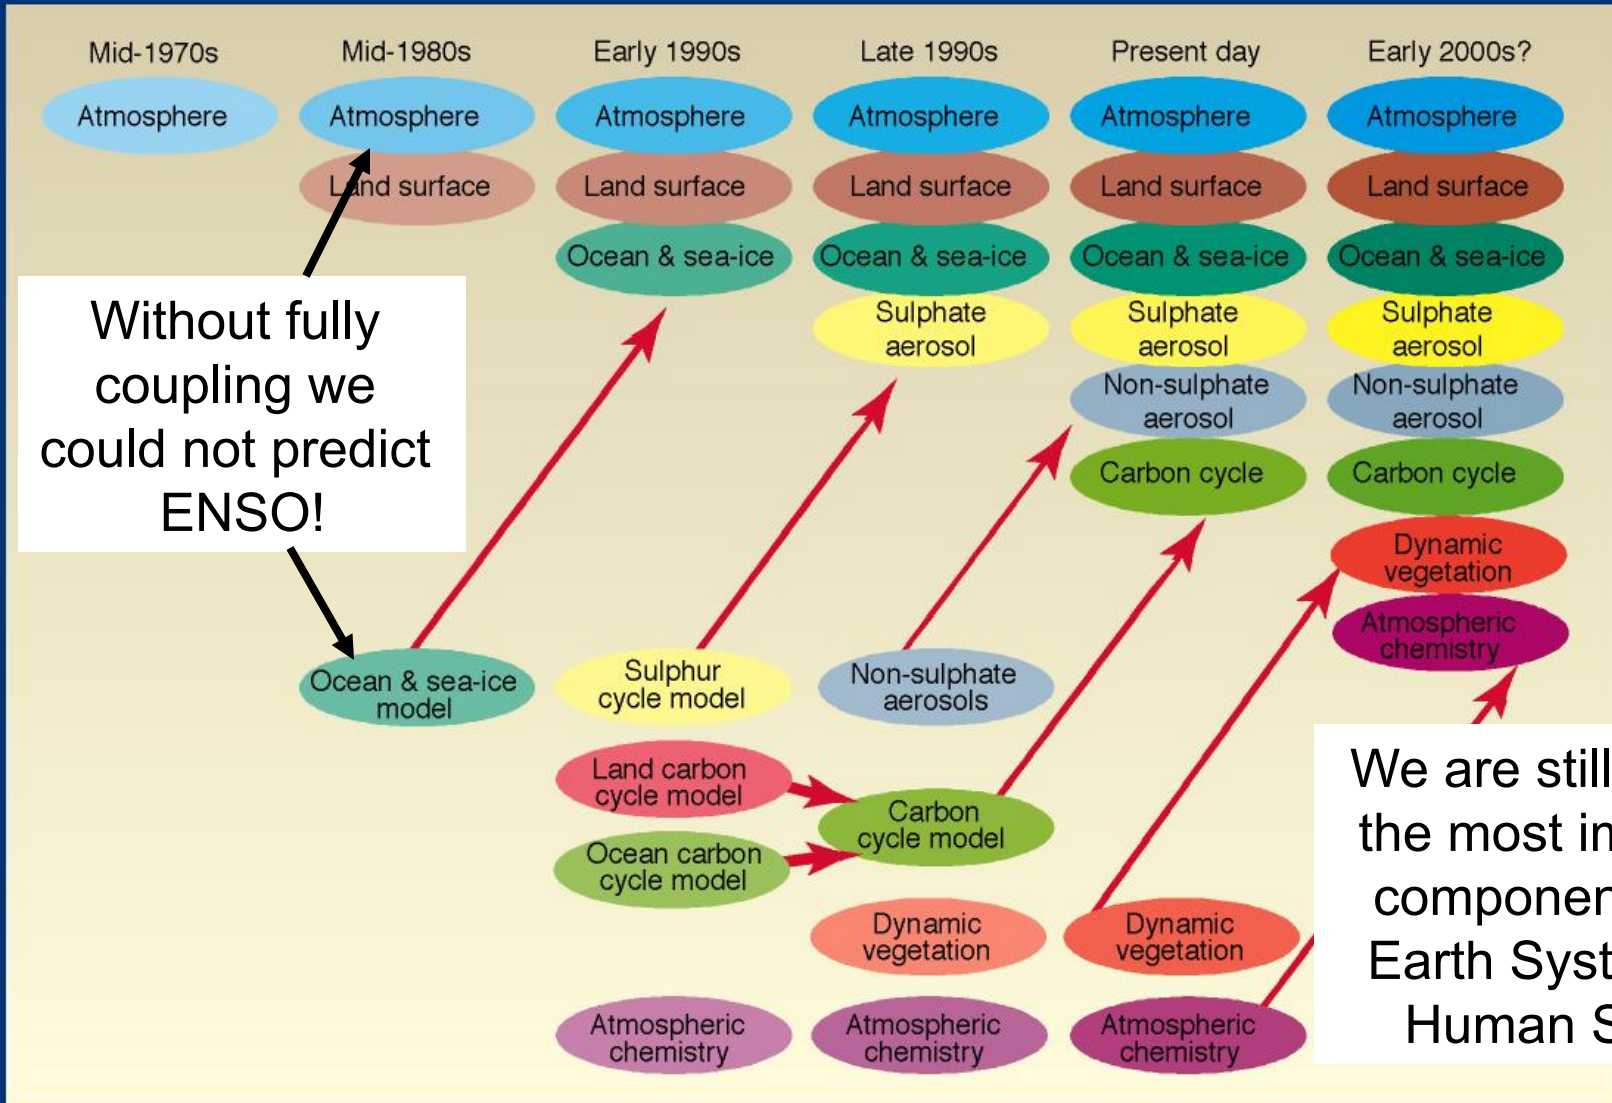 Mid-1970s
Mid-1980s
Early 1990s
Late 1990s
Present day
Early 2000s?
Atmosphere
Atmosphere
Atmosphere
Atmosphere
Atmosphere
Atmosphere
Land surface
Land surface
Land surface
Land surface
Land surface
Ocean & sea-ice
Ocean & sea-ice
Ocean & sea-ice
Ocean & sea-ice
Sulphate
aerosol
Sulphate
aerosol
Sulphate
aerosol
Non-sulphate
aerosol
Non-sulphate
aerosol
Carbon cycle
Carbon cycle
Dynamic
vegetation
Atmospheric
chemistry
Without fully
coupling we
could not predict
ENSO!
Ocean & sea-ice
model
Sulphur
cycle model
Non-sulphate
aerosols
Land carbon
cycle model
Carbon
cycle model
Ocean carbon
cycle model
Dynamic
vegetation
Dynamic
vegetation
Atmospheric
chemistry
Atmospheric
chemistry
Atmospheric
chemistry
We are still
the most
Earth
Human